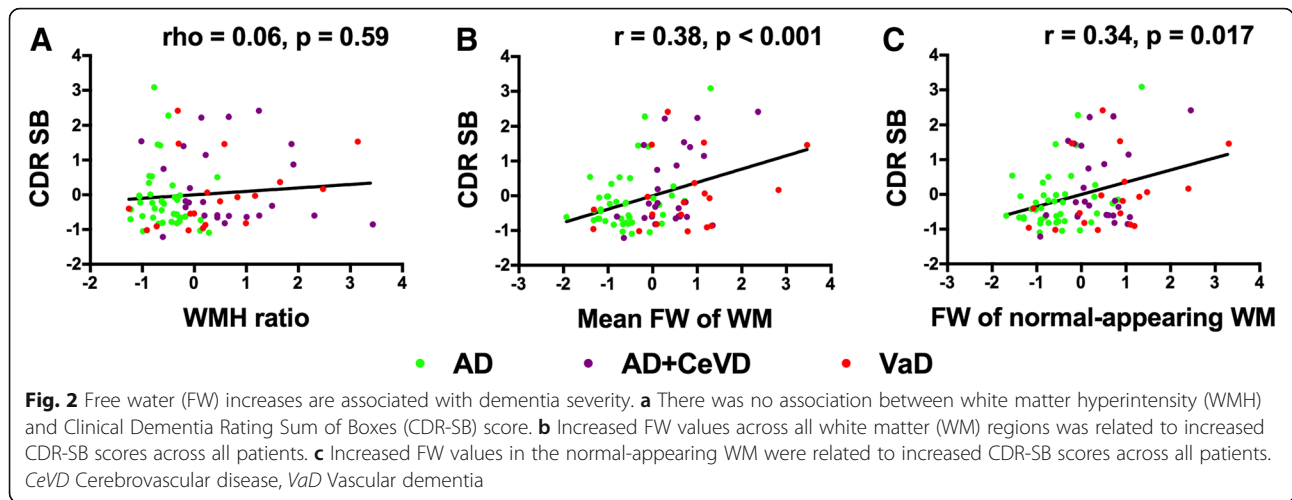 A rho = 0.06, p = 0.59
B r = 0.38, p < 0.001
C r = 0.34, p = 0.017
CDR SB
4
3
2
1
0
-1
-2
-2 -1 0 1 2 3 4
WMH ratio
CDR SB
4
3
2
1
0
-1
-2
-3 -2 -1 0 1 2 3 4
Mean FW of WM
CDR SB
4
3
2
1
0
-1
-2
-3 -2 -1 0 1 2 3 4
FW of normal-appearing WM
AD AD+CeVD VaD
Fig. 2 Free water (FW) increases are associated with dementia severity. a There was no association between white matter hyperintensity (WMH)
and Clinical Dementia Rating Sum of Boxes (CDR-SB) score. b Increased FW values across all white matter (WM) regions was related to increased
CDR-SB scores across all patients. c Increased FW values in the normal-appearing WM were related to increased CDR-SB scores across all patients.
CeVD Cerebrovascular disease, VaD Vascular dementia